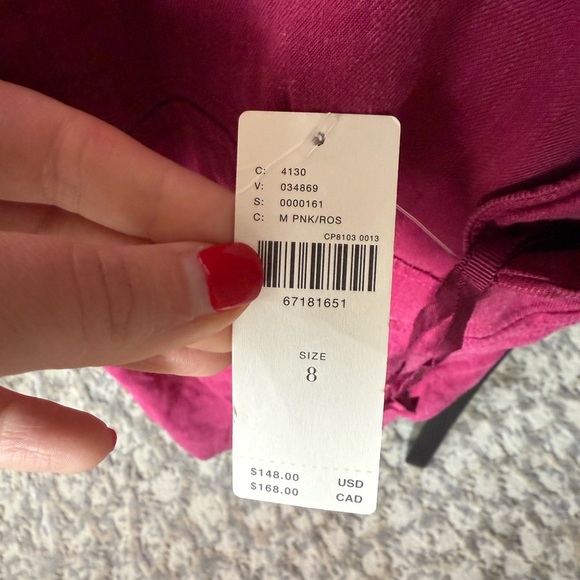 C: 4130
V: 034869
S: 0000161
C: M PNK/ROS
CP8103 0013
67181651
SIZE
8
$148.00 USD
$168.00 CAD